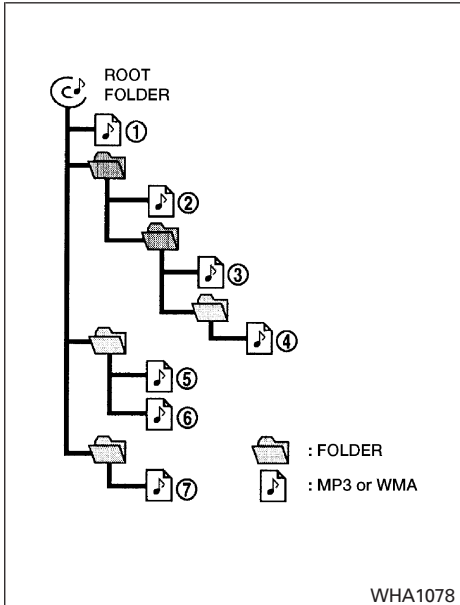 ROOT
FOLDER
①
②
③
④
⑤
⑥
⑦
: FOLDER
: MP3 or WMA
WHA1078